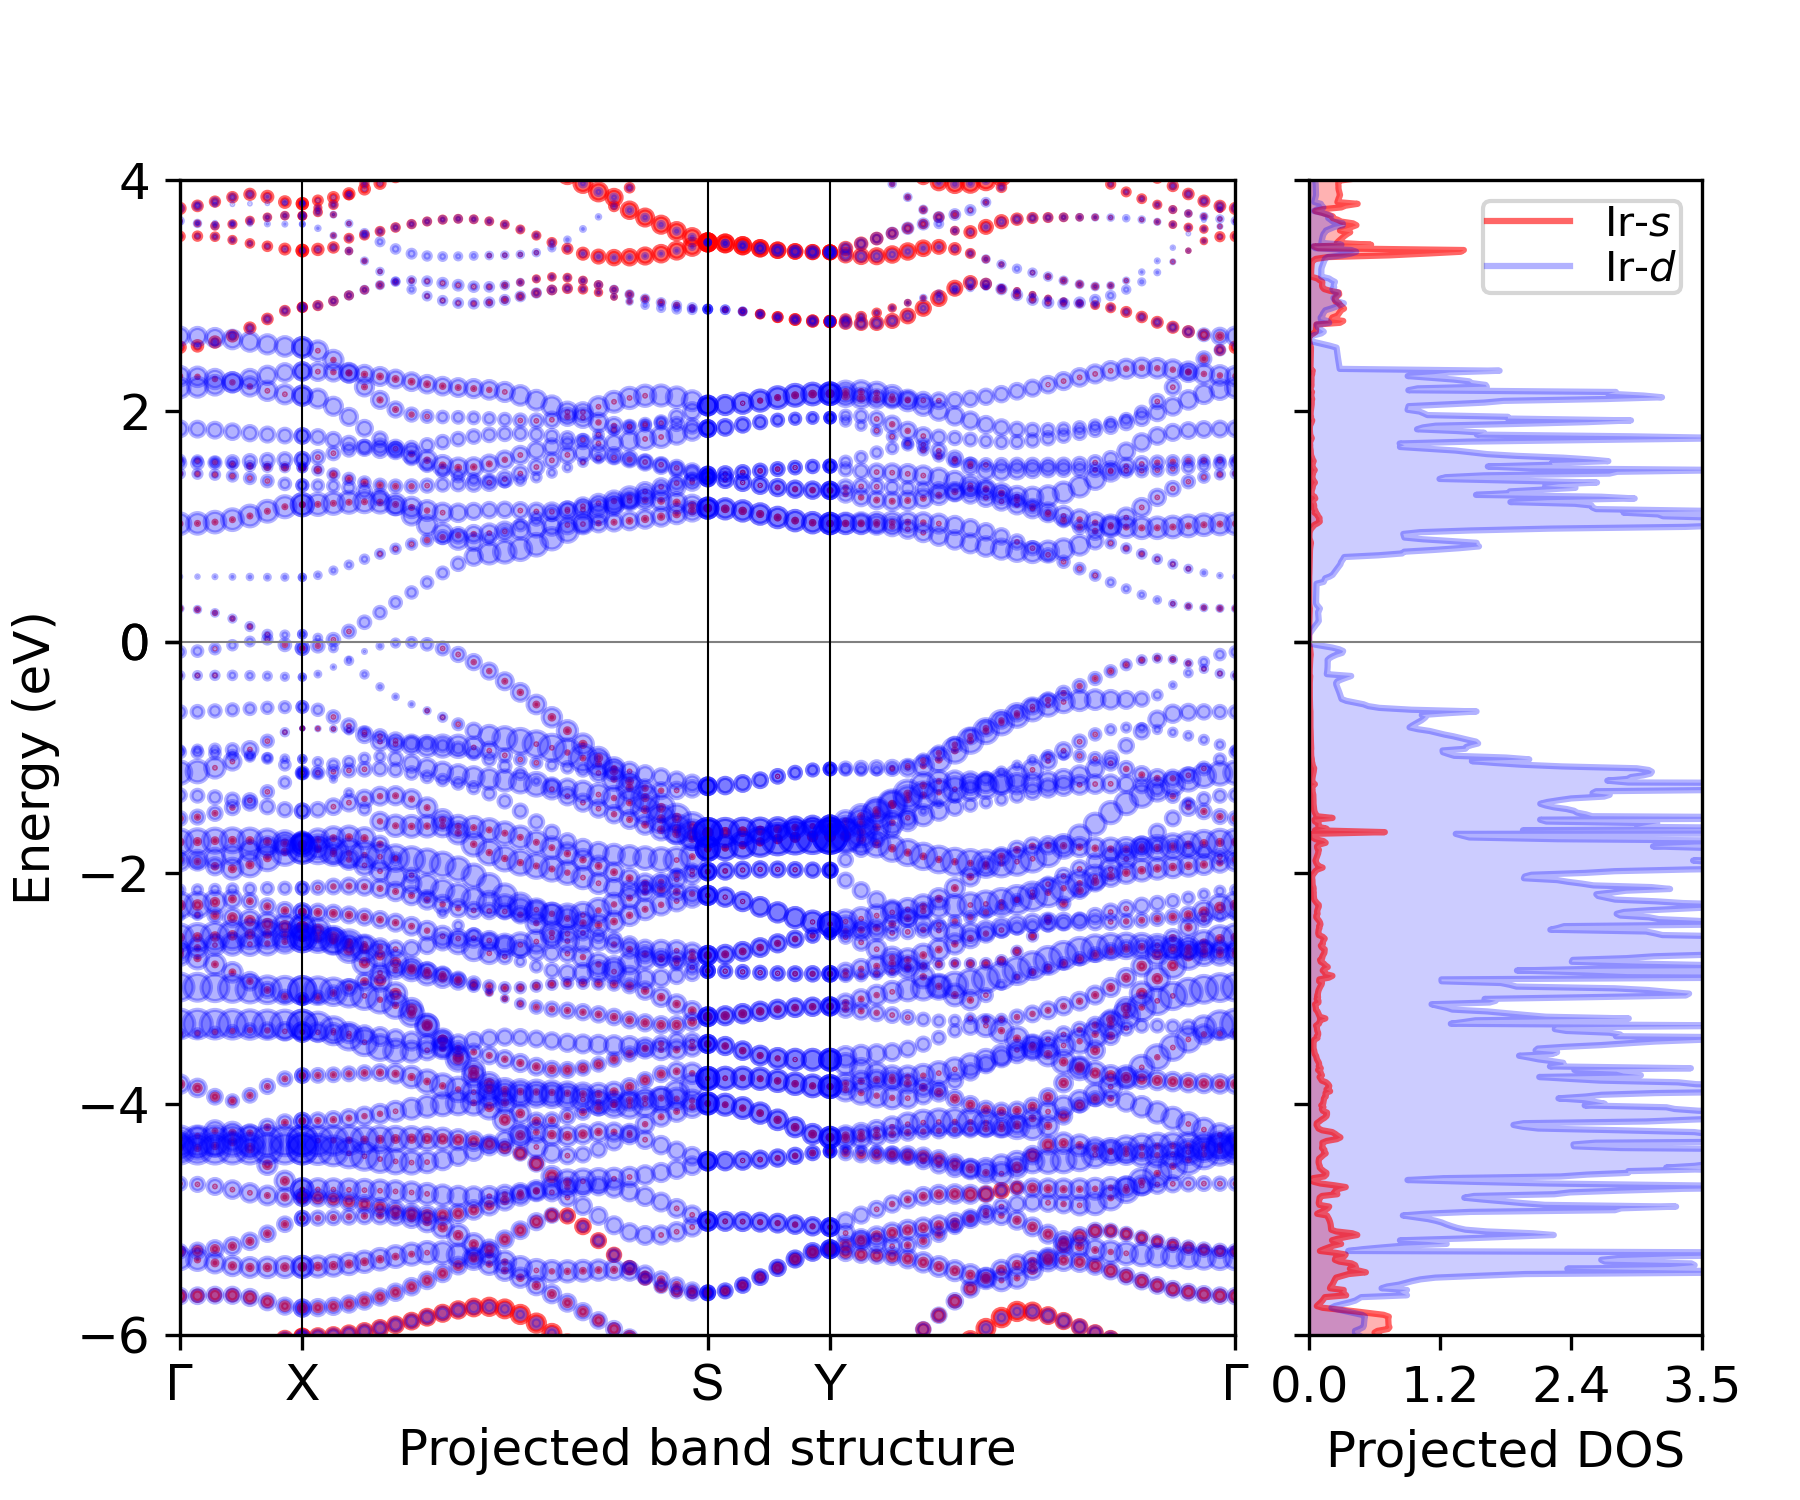 4
2
0
−2
−4
−6
Energy (eV)
Γ X S Y Γ
Projected band structure
Ir-s
Ir-d
0.0 1.2 2.4 3.5
Projected DOS